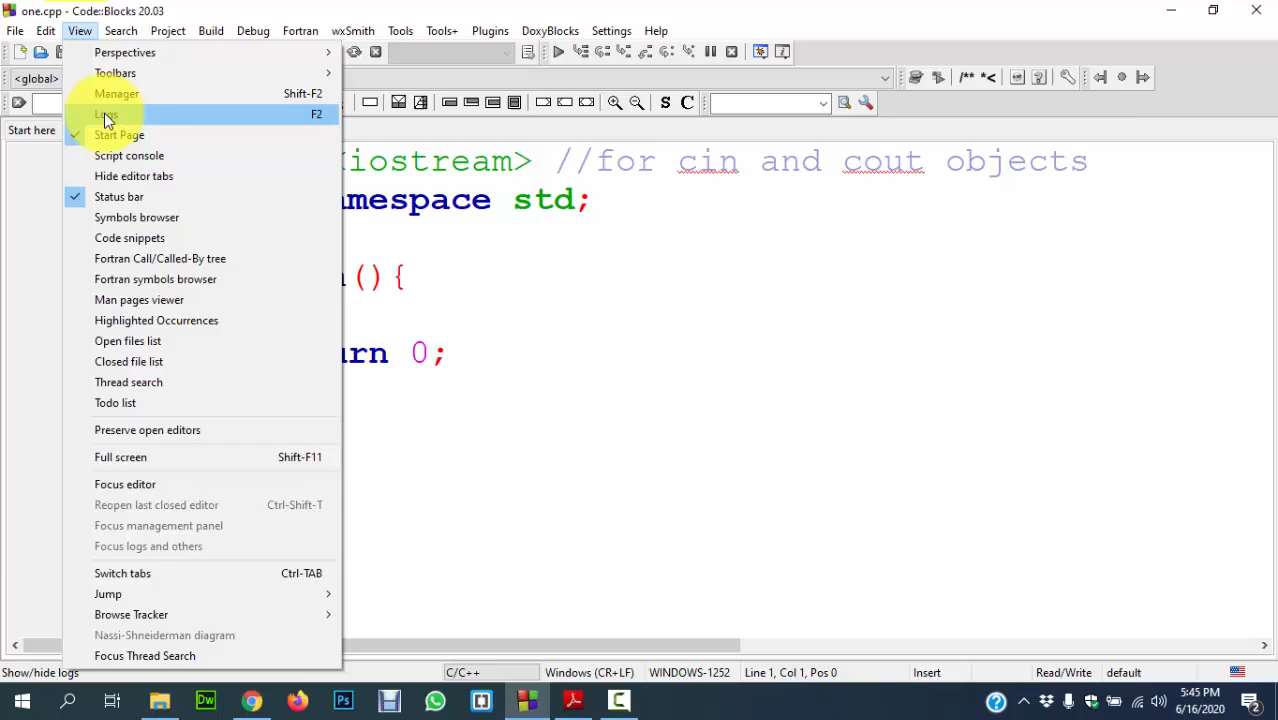 one.cpp - Code::Blocks 20.03
File Edit View Search Project Build Debug Fortran wxSmith Tools Tools+ Plugins DoxyBlocks Settings Help
Perspectives
<global>
Toolbars
/** *<
Manager Shift-F2
S C
Logs F2
Start here
Start Page
<iostream> //for cin and cout objects
Script console
Hide editor tabs
Status bar
mespace std;
Symbols browser
Code snippets
Fortran Call/Called-By tree
Fortran symbols browser
(){
Man pages viewer
Highlighted Occurrences
Open files list
urn 0;
Closed file list
Thread search
Todo list
Preserve open editors
Full screen Shift-F11
Focus editor
Reopen last closed editor Ctrl-Shift-T
Focus management panel
Focus logs and others
Switch tabs Ctrl-TAB
Jump
Browse Tracker
Nassi-Shneiderman diagram
Focus Thread Search
Show/hide logs C/C++ Windows (CR+LF) WINDOWS-1252 Line 1, Col 1, Pos 0 Insert Read/Write default
Dw Ps
5:45 PM
6/16/2020
2